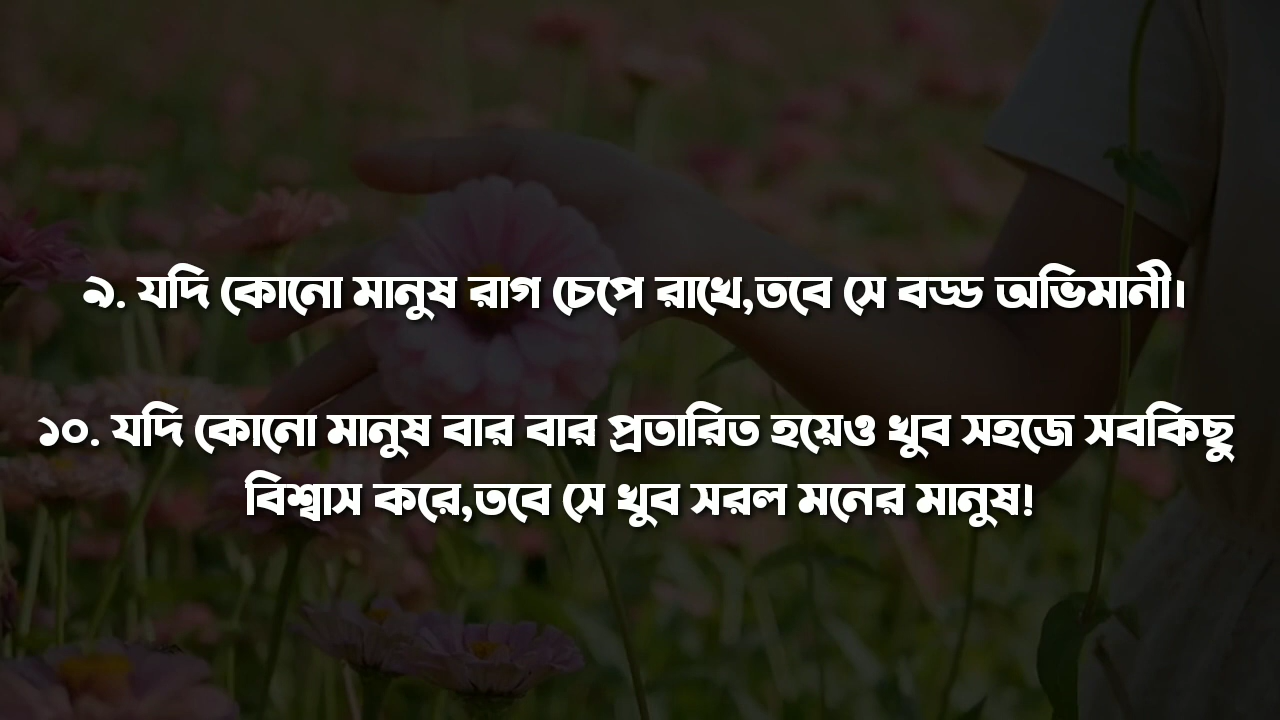 ৯. যদি কোনো মানুষ রাগ চেপে রাখে,তবে সে বড্ড অভিমানী।
১০. যদি কোনো মানুষ বার বার প্রতারিত হয়েও খুব সহজে সবকিছু
বিশ্বাস করে,তবে সে খুব সরল মনের মানুষ!